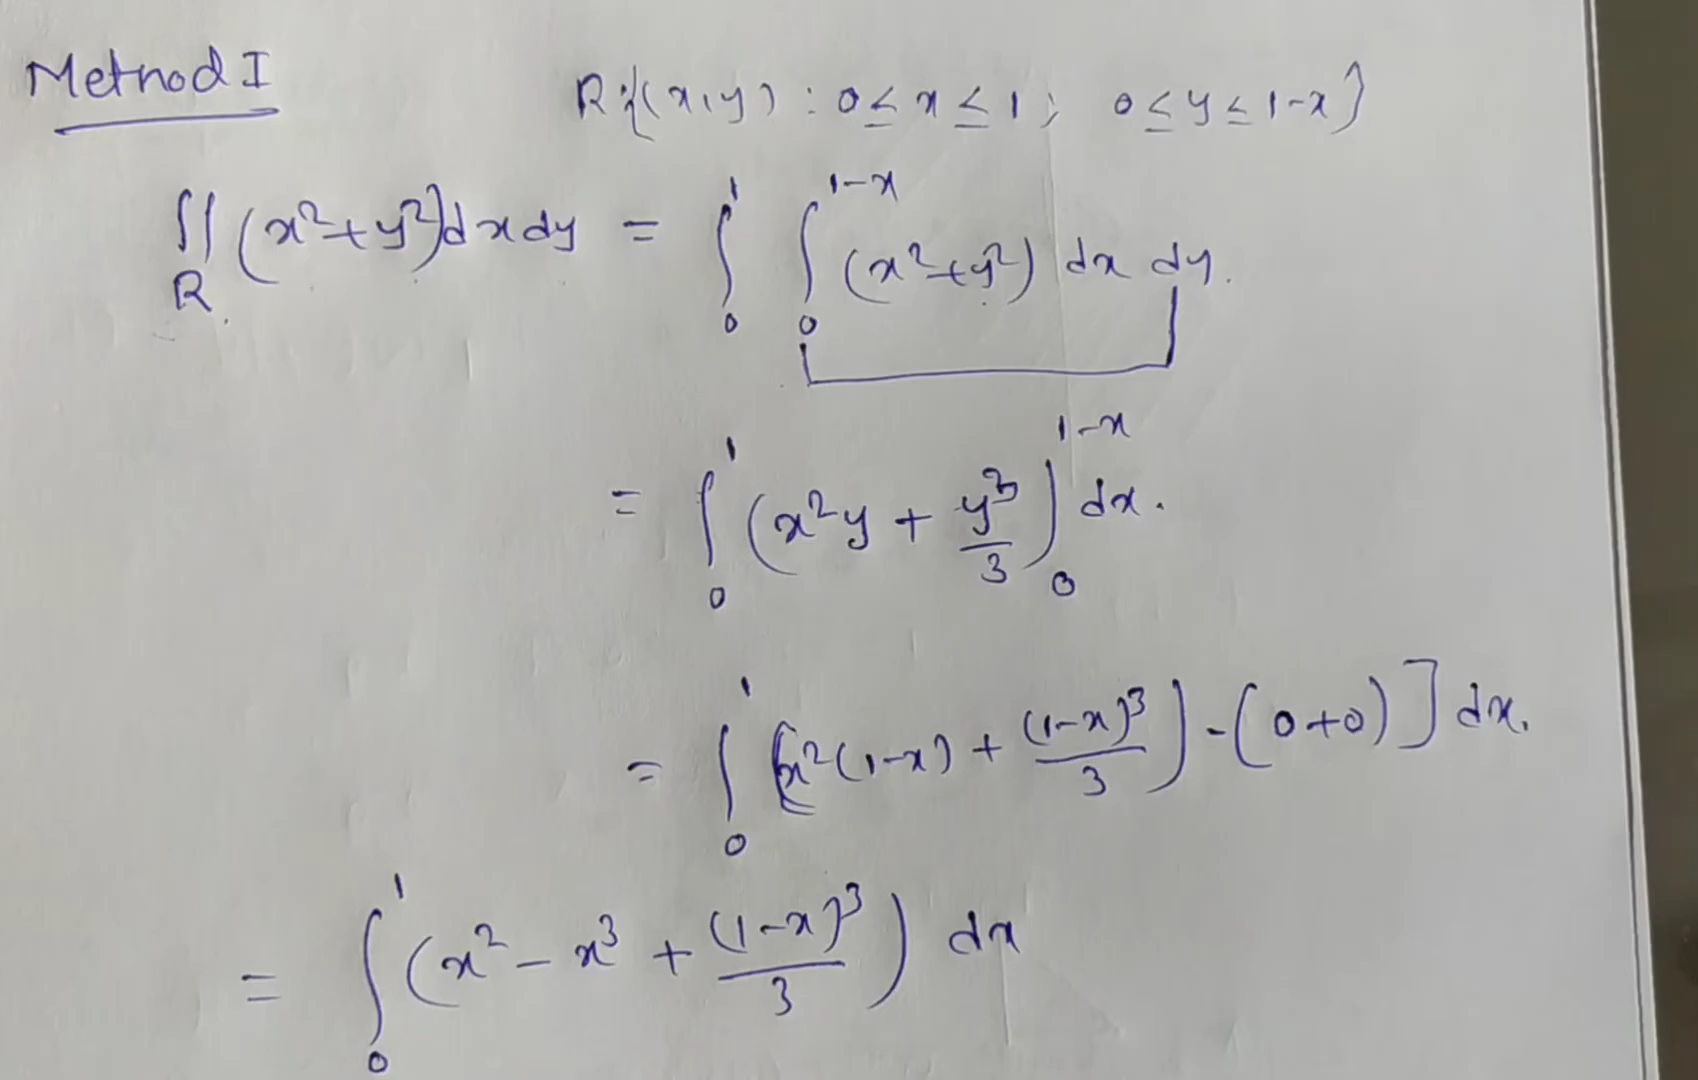 Method I
R:{(x,y) : 0 ≤ x ≤ 1; 0 ≤ y ≤ 1-x}
∬_R (x²+y²)dxdy = ∫_0^1 ∫_0^{1-x} (x²+y²) dx dy.
= ∫_0^1 (x²y + y³/3)_0^{1-x} dx.
= ∫_0^1 [(x²(1-x) + (1-x)³/3) - (0+0)] dx.
= ∫_0^1 (x² - x³ + (1-x)³/3) dx